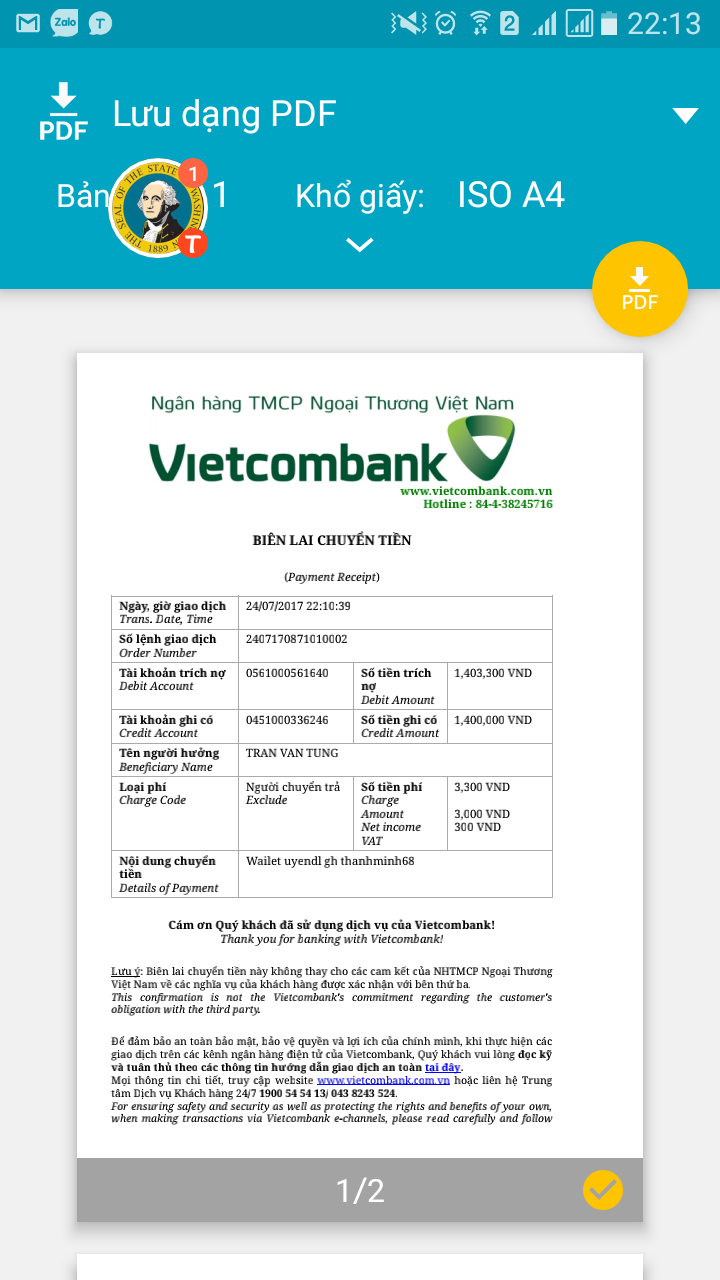 Zalo T 2 22:13
PDF Lưu dạng PDF
Bản 1 Khổ giấy: ISO A4
THE SEAL OF THE STATE WASHIN 1889
1
T
PDF
Ngân hàng TMCP Ngoại Thương Việt Nam
Vietcombank
www.vietcombank.com.vn
Hotline : 84-4-38245716
BIÊN LAI CHUYỂN TIỀN
(Payment Receipt)
Ngày, giờ giao dịch 24/07/2017 22:10:39
Trans. Date, Time
Số lệnh giao dịch 2407170871010002
Order Number
Tài khoản trích nợ 0561000561640 Số tiền trích 1,403,300 VND
Debit Account nợ
Debit Amount
Tài khoản ghi có 0451000336246 Số tiền ghi có 1,400,000 VND
Credit Account Credit Amount
Tên người hưởng TRAN VAN TUNG
Beneficiary Name
Loại phí Người chuyển trả Số tiền phí 3,300 VND
Charge Code Exclude Charge
Amount 3,000 VND
Net income 300 VND
VAT
Nội dung chuyển Wailet uyendl gh thanhminh68
tiền
Details of Payment
Cám ơn Quý khách đã sử dụng dịch vụ của Vietcombank!
Thank you for banking with Vietcombank!
Lưu ý: Biên lai chuyển tiền này không thay cho các cam kết của NHTMCP Ngoại Thương
Việt Nam về các nghĩa vụ của khách hàng được xác nhận với bên thứ ba.
This confirmation is not the Vietcombank's commitment regarding the customer's
obligation with the third party.
Để đảm bảo an toàn bảo mật, bảo vệ quyền và lợi ích của chính mình, khi thực hiện các
giao dịch trên các kênh ngân hàng điện tử của Vietcombank, Quý khách vui lòng đọc kỹ
và tuân thủ theo các thông tin hướng dẫn giao dịch an toàn tại đây.
Mọi thông tin chi tiết, truy cập website www.vietcombank.com.vn hoặc liên hệ Trung
tâm Dịch vụ Khách hàng 24/7 1900 54 54 13/ 043 8243 524.
For ensuring safety and security as well as protecting the rights and benefits of your own,
when making transactions via Vietcombank e-channels, please read carefully and follow
1/2